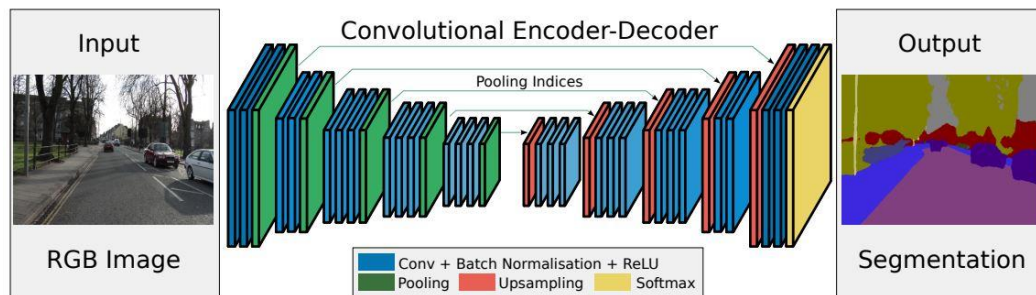 Input
Convolutional Encoder-Decoder
Output
Pooling Indices
RGB Image
Conv + Batch Normalisation + ReLU
Pooling
Upsampling
Softmax
Segmentation